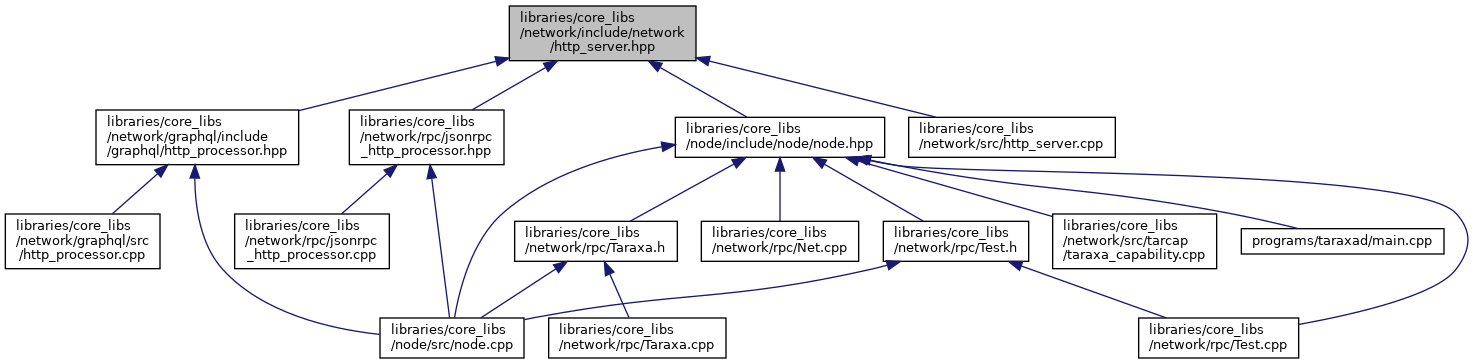 libraries/core_libs
/network/include/network
/http_server.hpp
libraries/core_libs
/network/graphql/include
/graphql/http_processor.hpp
libraries/core_libs
/network/rpc/jsonrpc
_http_processor.hpp
libraries/core_libs
/node/include/node/node.hpp
libraries/core_libs
/network/src/http_server.cpp
libraries/core_libs
/network/graphql/src
/http_processor.cpp
libraries/core_libs
/network/rpc/jsonrpc
_http_processor.cpp
libraries/core_libs
/network/rpc/Taraxa.h
libraries/core_libs
/network/rpc/Net.cpp
libraries/core_libs
/network/rpc/Test.h
libraries/core_libs
/network/src/tarcap
/taraxa_capability.cpp
programs/taraxad/main.cpp
libraries/core_libs
/node/src/node.cpp
libraries/core_libs
/network/rpc/Taraxa.cpp
libraries/core_libs
/network/rpc/Test.cpp